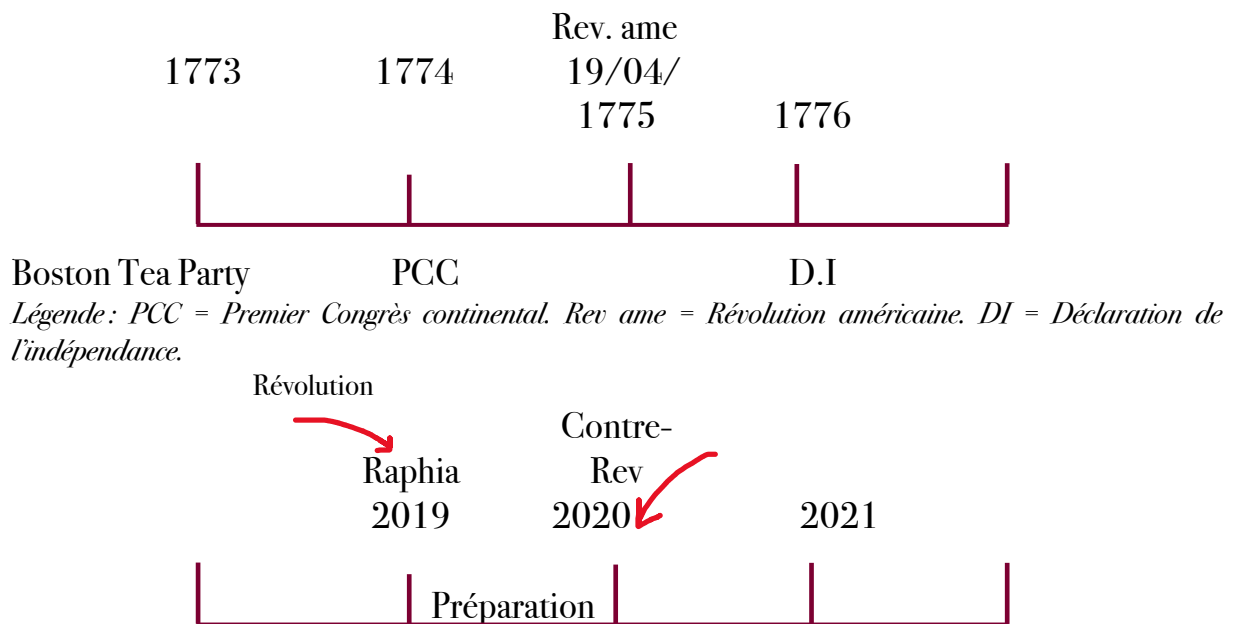 Rev. ame
1773 1774 19/04/
1775 1776
Boston Tea Party PCC D.I
Légende : PCC = Premier Congrès continental. Rev ame = Révolution américaine. DI = Déclaration de
l'indépendance.
Révolution
Contre-
Raphia Rev
2019 2020 2021
Préparation